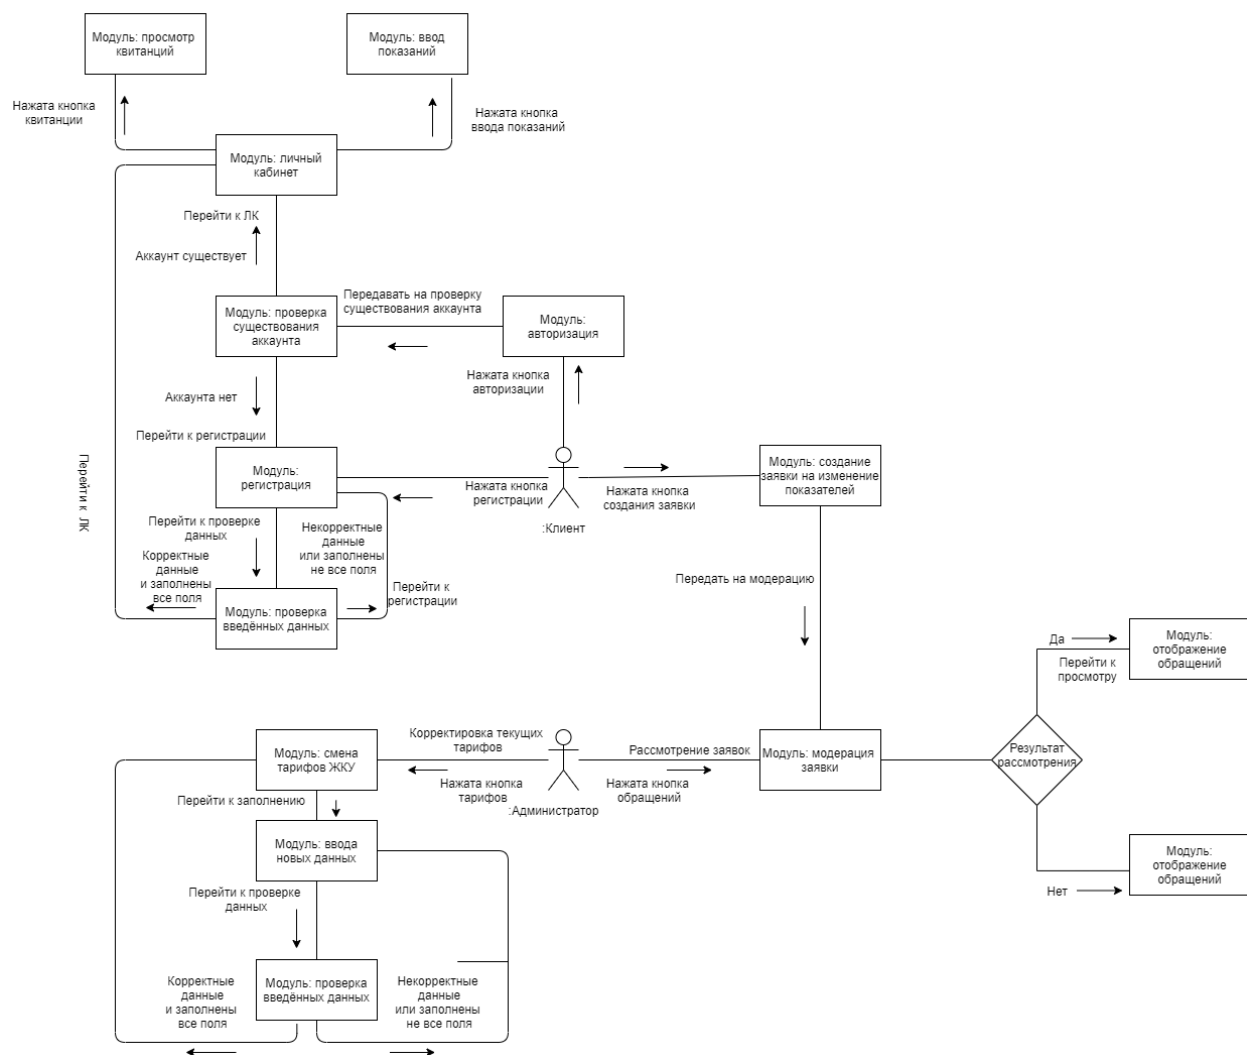 Модуль: просмотр
квитанций
Модуль: ввод
показаний
Нажата кнопка
квитанции
Нажата кнопка
ввода показаний
Модуль: личный
кабинет
Перейти к ЛК
Аккаунт существует
Передавать на проверку
существования аккаунта
Модуль: проверка
существования
аккаунта
Модуль:
авторизация
Нажата кнопка
авторизации
Аккаунта нет
Перейти к регистрации
Перейти к ЛК
Модуль:
регистрация
Нажата кнопка
регистрации
:Клиент
Нажата кнопка
создания заявки
Модуль: создание
заявки на изменение
показателей
Перейти к проверке
данных
Некорректные
данные
или заполнены
не все поля
Корректные
данные
и заполнены
все поля
Перейти к
регистрации
Модуль: проверка
введённых данных
Передать на модерацию
Да
Перейти к
просмотру
Модуль:
отображение
обращений
Модуль: смена
тарифов ЖКУ
Корректировка текущих
тарифов
Нажата кнопка
тарифов
:Администратор
Рассмотрение заявок
Нажата кнопка
обращений
Модуль: модерация
заявки
Результат
рассмотрения
Перейти к заполнению
Модуль: ввода
новых данных
Нет
Модуль:
отображение
обращений
Перейти к проверке
данных
Корректные
данные
и заполнены
все поля
Модуль: проверка
введённых данных
Некорректные
данные
или заполнены
не все поля